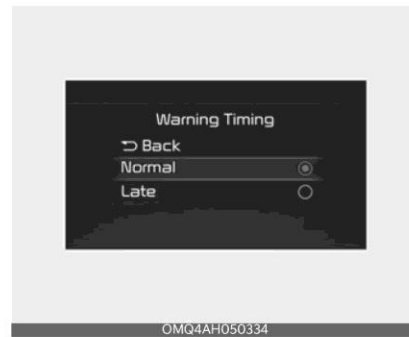 Warning Timing
⮌ Back
Normal
Late
OMQ4AH050334